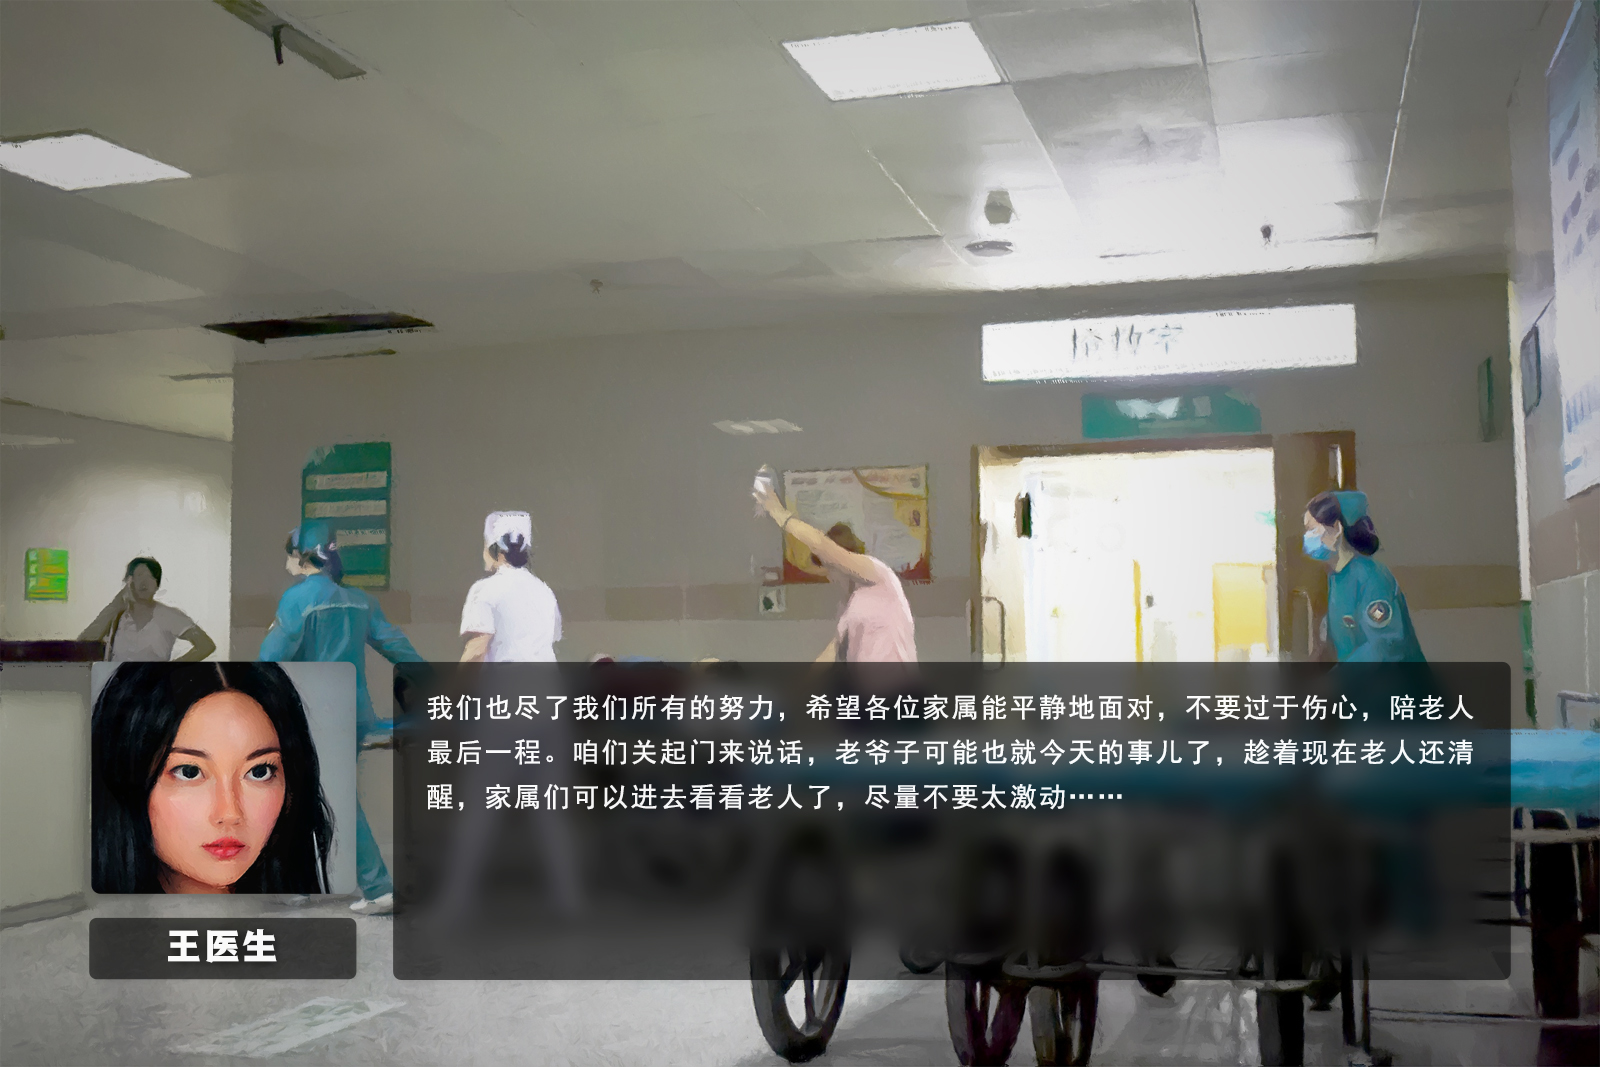 我们也尽了我们所有的努力，希望各位家属能平静地面对，不要过于伤心，陪老人
最后一程。咱们关起门来说话，老爷子可能也就今天的事儿了，趁着现在老人还清
醒，家属们可以进去看看老人了，尽量不要太激动……
王医生